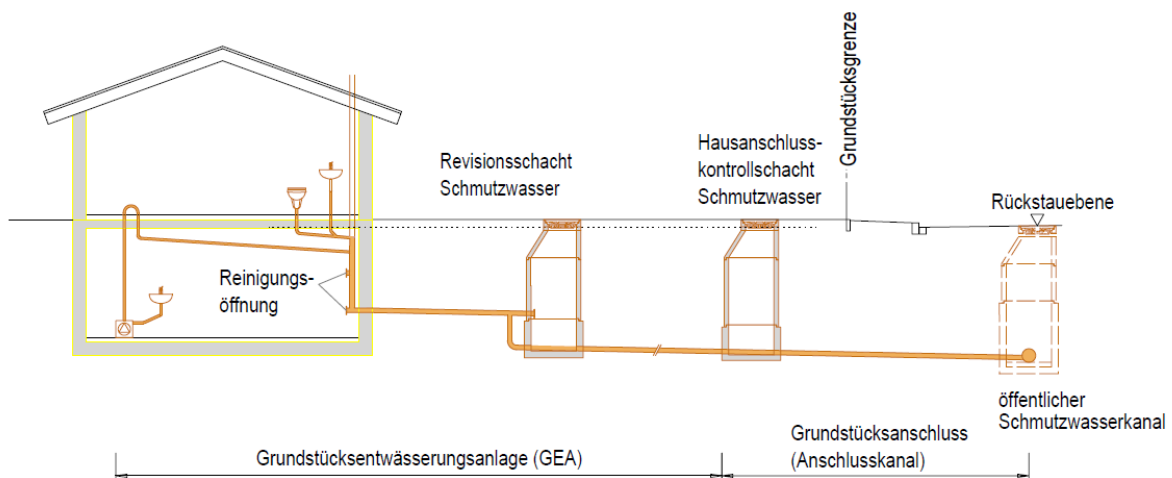 Grundstücksgrenze
Revisionsschacht
Schmutzwasser
Hausanschluss-
kontrollschacht
Schmutzwasser
Rückstauebene
Reinigungs-
öffnung
öffentlicher
Schmutzwasserkanal
Grundstücksentwässerungsanlage (GEA)
Grundstücksanschluss
(Anschlusskanal)